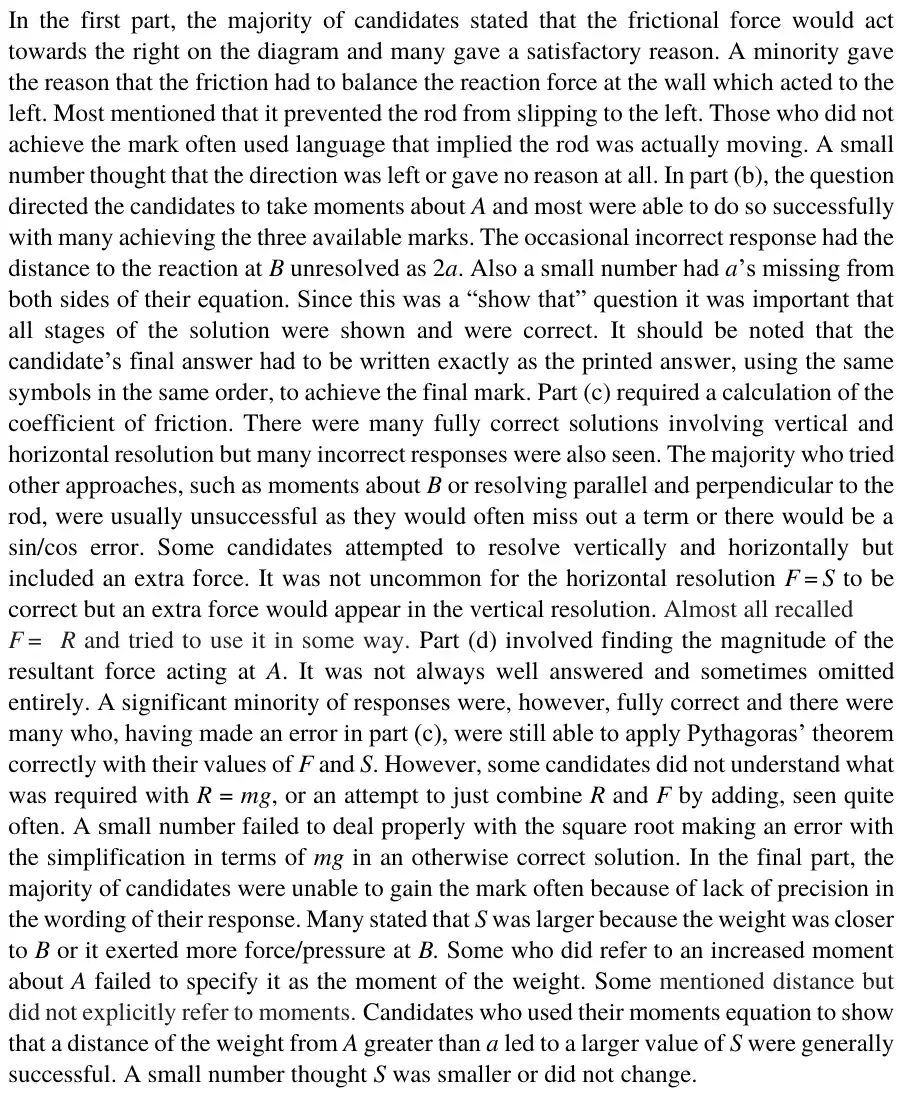 In the first part, the majority of candidates stated that the frictional force would act
towards the right on the diagram and many gave a satisfactory reason. A minority gave
the reason that the friction had to balance the reaction force at the wall which acted to the
left. Most mentioned that it prevented the rod from slipping to the left. Those who did not
achieve the mark often used language that implied the rod was actually moving. A small
number thought that the direction was left or gave no reason at all. In part (b), the question
directed the candidates to take moments about A and most were able to do so successfully
with many achieving the three available marks. The occasional incorrect response had the
distance to the reaction at B unresolved as 2a. Also a small number had a’s missing from
both sides of their equation. Since this was a “show that” question it was important that
all stages of the solution were shown and were correct. It should be noted that the
candidate’s final answer had to be written exactly as the printed answer, using the same
symbols in the same order, to achieve the final mark. Part (c) required a calculation of the
coefficient of friction. There were many fully correct solutions involving vertical and
horizontal resolution but many incorrect responses were also seen. The majority who tried
other approaches, such as moments about B or resolving parallel and perpendicular to the
rod, were usually unsuccessful as they would often miss out a term or there would be a
sin/cos error. Some candidates attempted to resolve vertically and horizontally but
included an extra force. It was not uncommon for the horizontal resolution F = S to be
correct but an extra force would appear in the vertical resolution. Almost all recalled
F = R and tried to use it in some way. Part (d) involved finding the magnitude of the
resultant force acting at A. It was not always well answered and sometimes omitted
entirely. A significant minority of responses were, however, fully correct and there were
many who, having made an error in part (c), were still able to apply Pythagoras’ theorem
correctly with their values of F and S. However, some candidates did not understand what
was required with R = mg, or an attempt to just combine R and F by adding, seen quite
often. A small number failed to deal properly with the square root making an error with
the simplification in terms of mg in an otherwise correct solution. In the final part, the
majority of candidates were unable to gain the mark often because of lack of precision in
the wording of their response. Many stated that S was larger because the weight was closer
to B or it exerted more force/pressure at B. Some who did refer to an increased moment
about A failed to specify it as the moment of the weight. Some mentioned distance but
did not explicitly refer to moments. Candidates who used their moments equation to show
that a distance of the weight from A greater than a led to a larger value of S were generally
successful. A small number thought S was smaller or did not change.